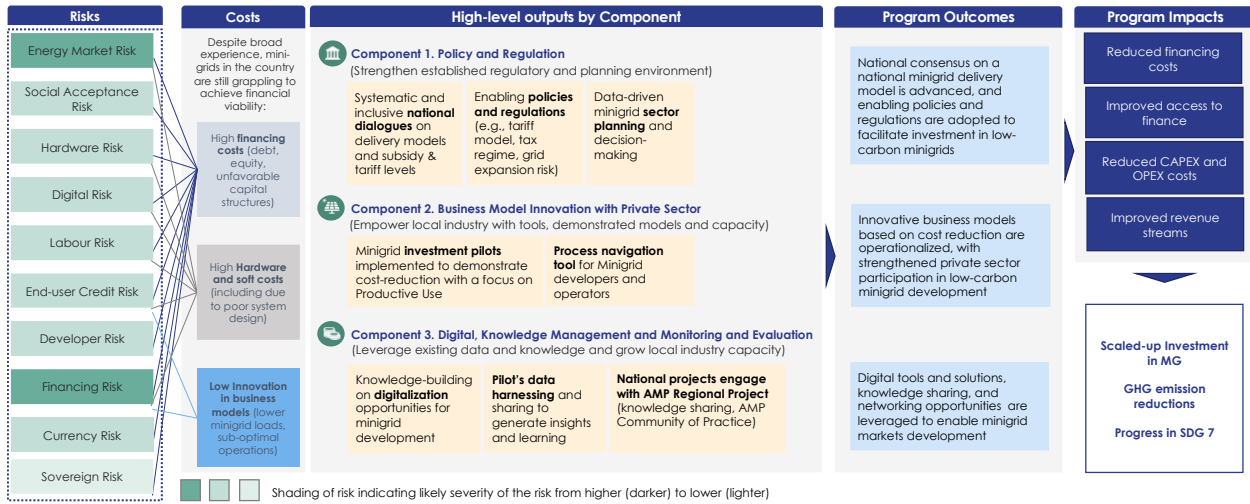 Risks
Energy Market Risk
Social Acceptance
Risk
Hardware Risk
Digital Risk
Labour Risk
End-user Credit Risk
Developer Risk
Financing Risk
Currency Risk
Sovereign Risk
Costs
Despite broad
experience, mini-
grids in the country
are still grappling to
achieve financial
viability:
High financing
costs (debt,
equity,
unfavorable
capital
structures)
High Hardware
and soft costs
(including due
to poor system
design)
Low Innovation
in business
models (lower
minigrid loads,
sub-optimal
operations)
High-level outputs by Component
Component 1. Policy and Regulation
(Strengthen established regulatory and planning environment)
Systematic and
inclusive national
dialogues on
delivery models
and subsidy &
tariff levels
Enabling policies
and regulations
(e.g., tariff
model, tax
regime, grid
expansion risk)
Data-driven
minigrid sector
planning and
decision-
making
Component 2. Business Model Innovation with Private Sector
(Empower local industry with tools, demonstrated models and capacity)
Minigrid investment pilots
implemented to demonstrate
cost-reduction with a focus on
Productive Use
Process navigation
tool for Minigrid
developers and
operators
Component 3. Digital, Knowledge Management and Monitoring and Evaluation
(Leverage existing data and knowledge and grow local industry capacity)
Knowledge-building
on digitalization
opportunities for
minigrid
development
Pilot's data
harnessing and
sharing to
generate insights
and learning
National projects engage
with AMP Regional Project
(knowledge sharing, AMP
Community of Practice)
Program Outcomes
National consensus on a
national minigrid delivery
model is advanced, and
enabling policies and
regulations are adopted to
facilitate investment in low-
carbon minigrids
Innovative business models
based on cost reduction are
operationalized, with
strengthened private sector
participation in low-carbon
minigrid development
Digital tools and solutions,
knowledge sharing, and
networking opportunities are
leveraged to enable minigrid
markets development
Program Impacts
Reduced financing
costs
Improved access to
finance
Reduced CAPEX and
OPEX costs
Improved revenue
streams
Scaled-up Investment
in MG
GHG emission
reductions
Progress in SDG 7
Shading of risk indicating likely severity of the risk from higher (darker) to lower (lighter)